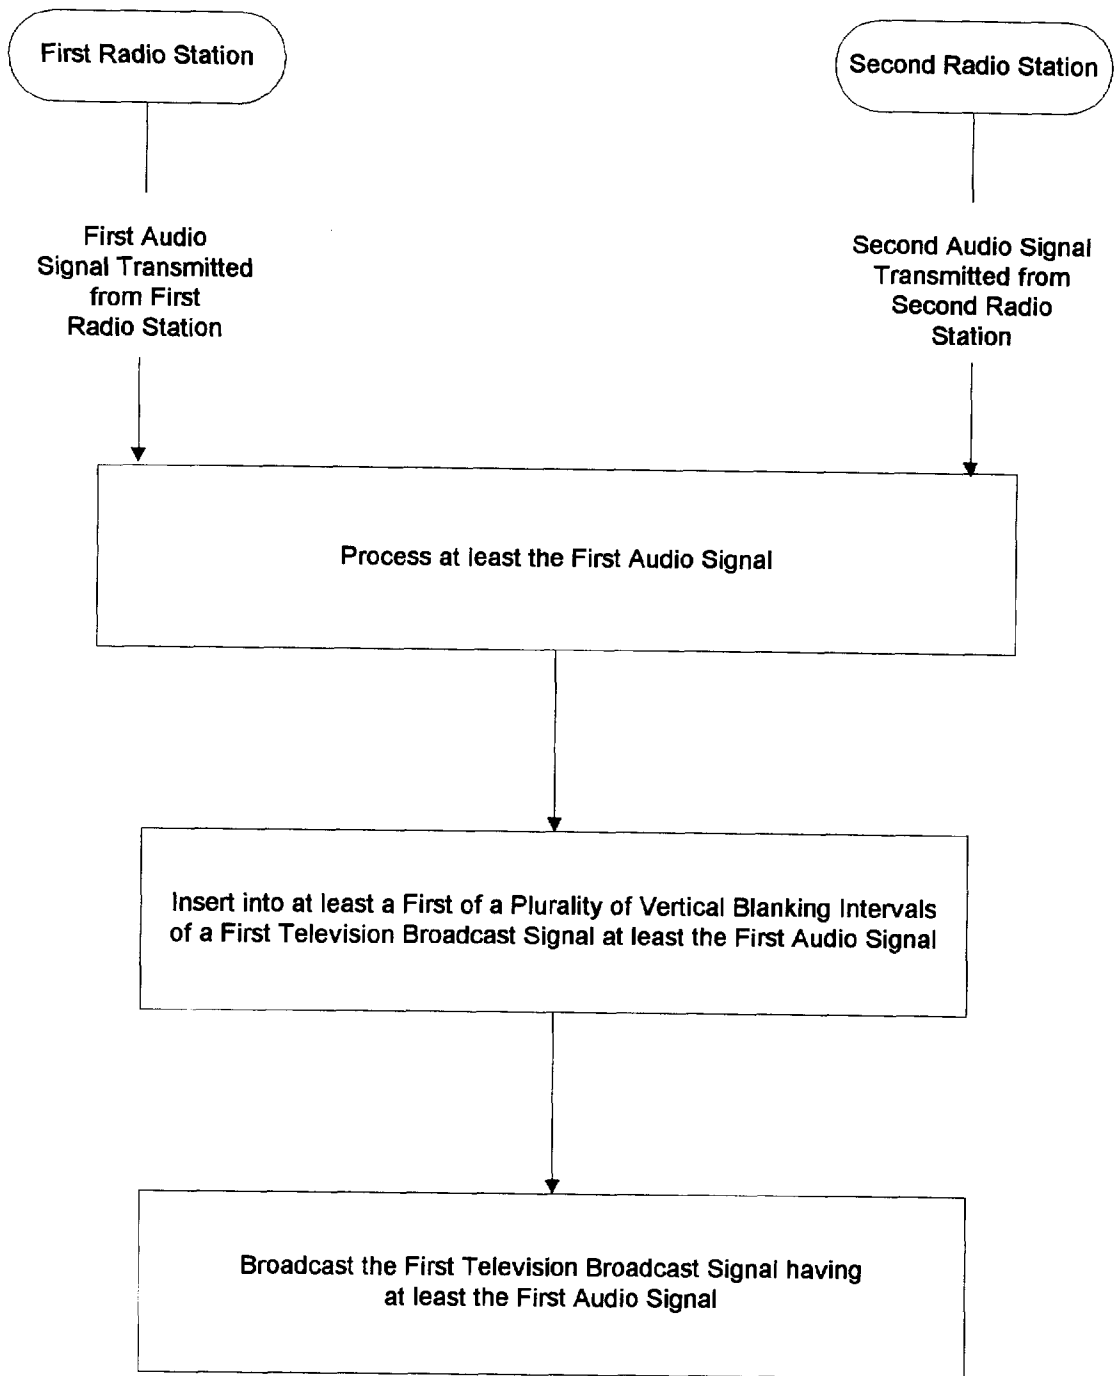 First Radio Station
Second Radio Station
First Audio
Signal Transmitted
from First
Radio Station
Second Audio Signal
Transmitted from
Second Radio
Station
Process at least the First Audio Signal
Insert into at least a First of a Plurality of Vertical Blanking Intervals
of a First Television Broadcast Signal at least the First Audio Signal
Broadcast the First Television Broadcast Signal having
at least the First Audio Signal